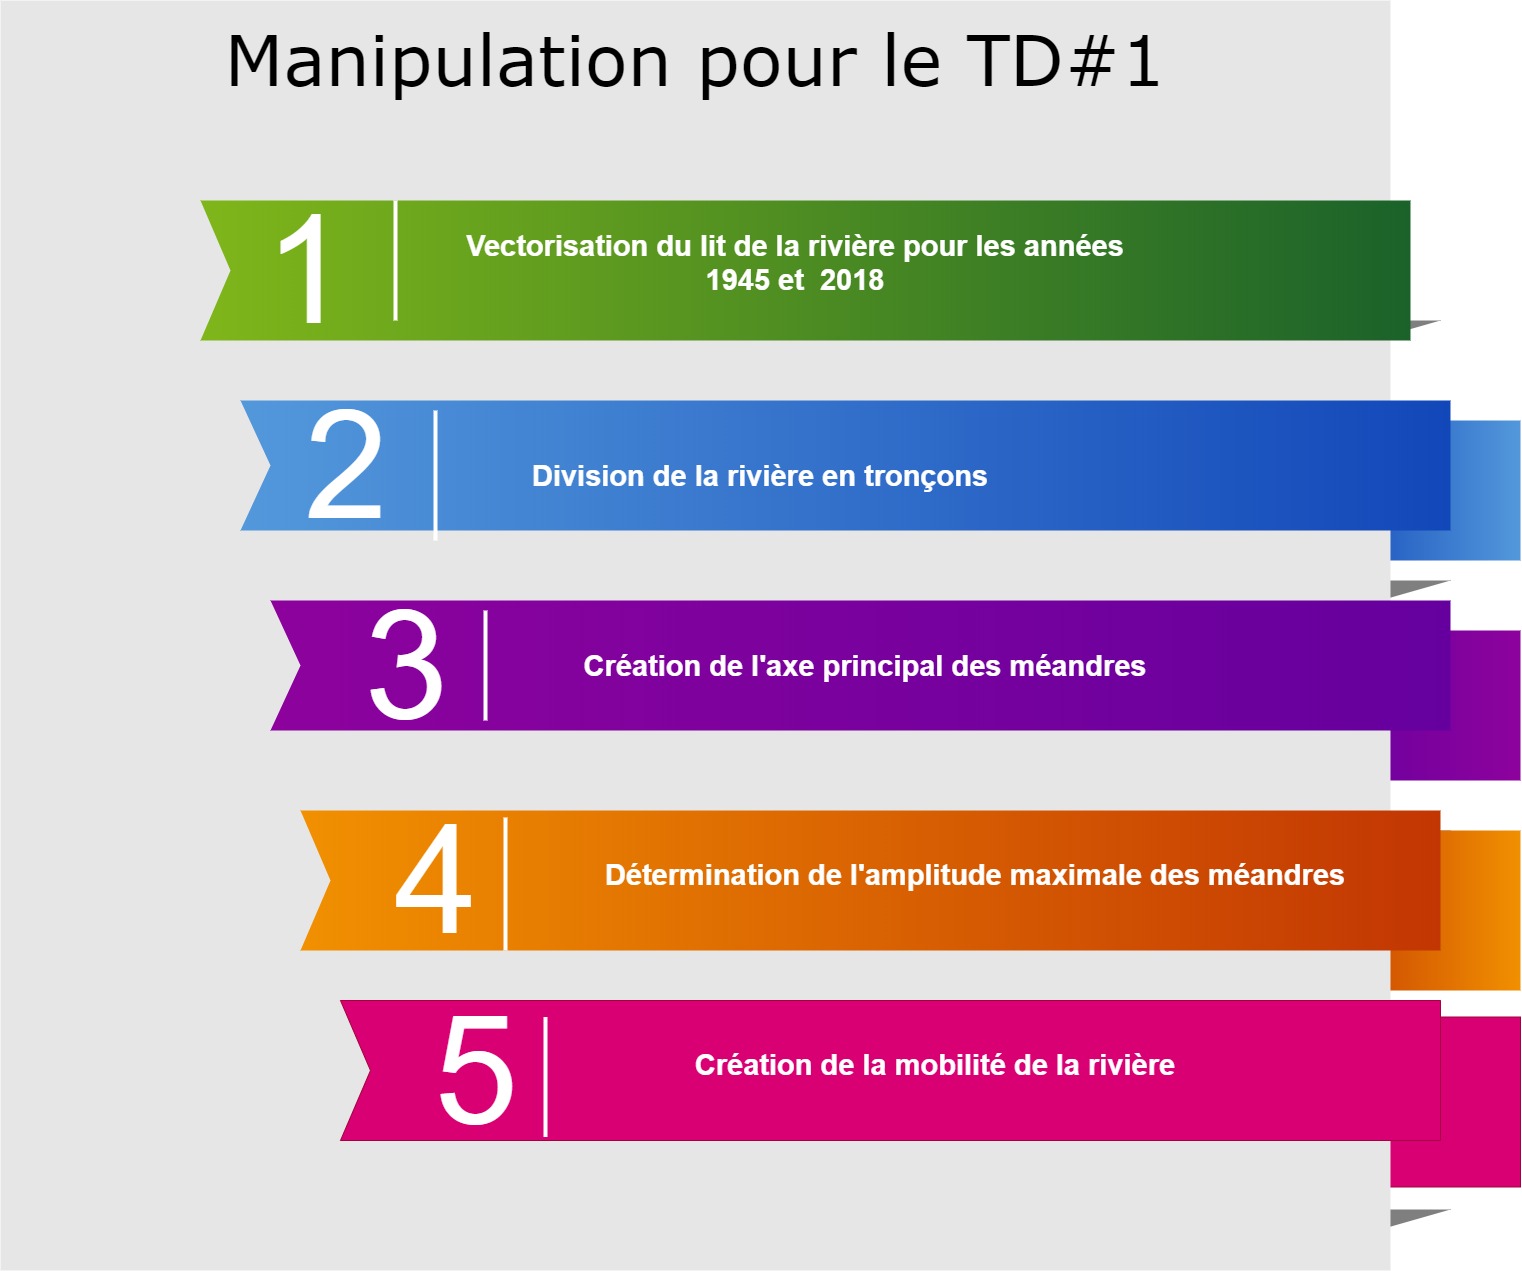 Manipulation pour le TD#1
1
Vectorisation du lit de la rivière pour les années
1945 et  2018
2
Division de la rivière en tronçons
3
Création de l'axe principal des méandres
4
Détermination de l'amplitude maximale des méandres
5
Création de la mobilité de la rivière